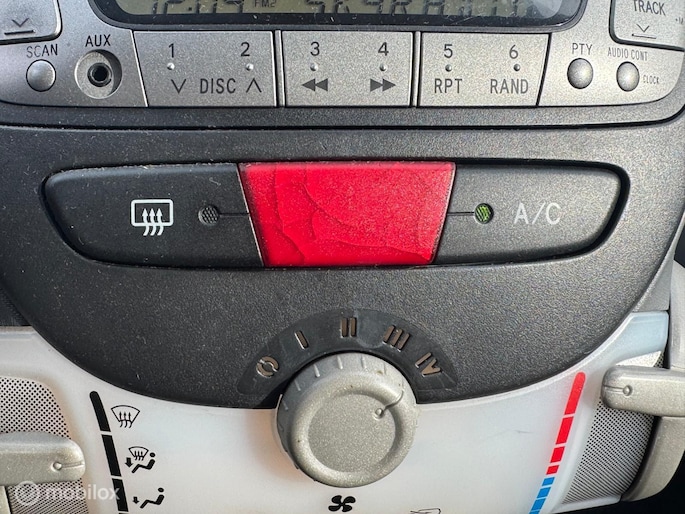 FM2
TRACK
SCAN
AUX
1 2 3 4 5 6
DISC RPT RAND
PTY
AUDIO CONT
CLOCK
A/C
I II III IV
© mobilox